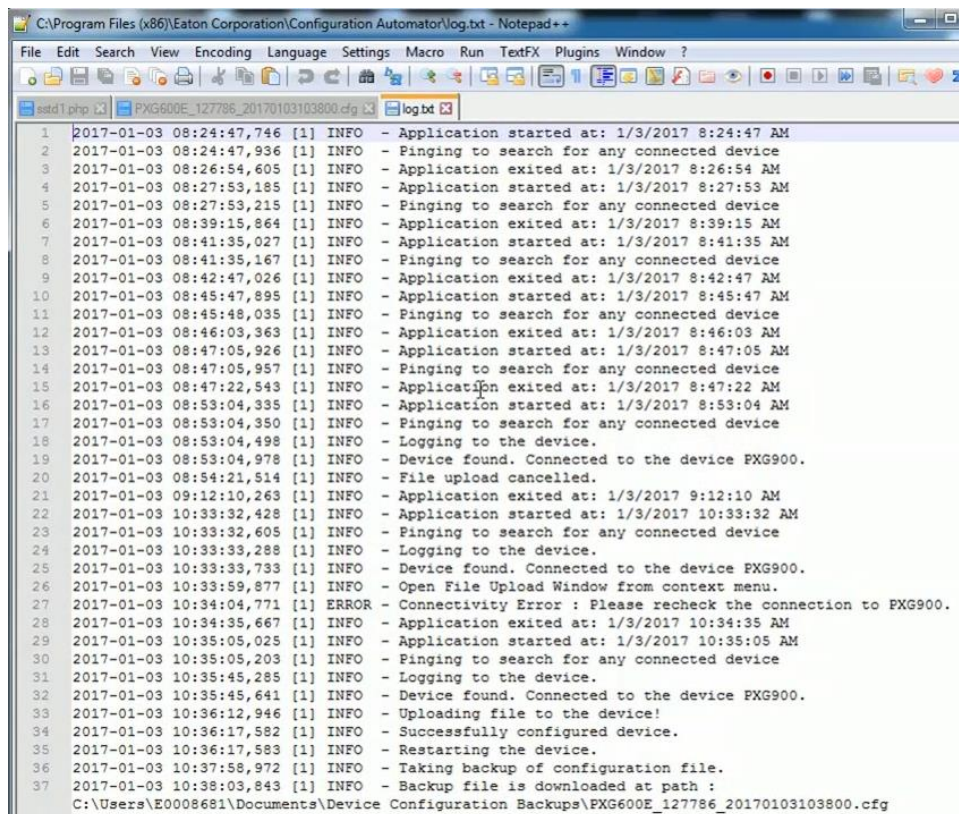 C:\Program Files (x86)\Eaton Corporation\Configuration Automator\log.txt - Notepad++
File Edit Search View Encoding Language Settings Macro Run TextFX Plugins Window ?
sstd1.php PXG600E_127786_20170103103800.cfg log.txt
1 2017-01-03 08:24:47,746 [1] INFO - Application started at: 1/3/2017 8:24:47 AM
2 2017-01-03 08:24:47,936 [1] INFO - Pinging to search for any connected device
3 2017-01-03 08:26:54,605 [1] INFO - Application exited at: 1/3/2017 8:26:54 AM
4 2017-01-03 08:27:53,185 [1] INFO - Application started at: 1/3/2017 8:27:53 AM
5 2017-01-03 08:27:53,215 [1] INFO - Pinging to search for any connected device
6 2017-01-03 08:39:15,864 [1] INFO - Application exited at: 1/3/2017 8:39:15 AM
7 2017-01-03 08:41:35,027 [1] INFO - Application started at: 1/3/2017 8:41:35 AM
8 2017-01-03 08:41:35,167 [1] INFO - Pinging to search for any connected device
9 2017-01-03 08:42:47,026 [1] INFO - Application exited at: 1/3/2017 8:42:47 AM
10 2017-01-03 08:45:47,895 [1] INFO - Application started at: 1/3/2017 8:45:47 AM
11 2017-01-03 08:45:48,035 [1] INFO - Pinging to search for any connected device
12 2017-01-03 08:46:03,363 [1] INFO - Application exited at: 1/3/2017 8:46:03 AM
13 2017-01-03 08:47:05,926 [1] INFO - Application started at: 1/3/2017 8:47:05 AM
14 2017-01-03 08:47:05,957 [1] INFO - Pinging to search for any connected device
15 2017-01-03 08:47:22,543 [1] INFO - Application exited at: 1/3/2017 8:47:22 AM
16 2017-01-03 08:53:04,335 [1] INFO - Application started at: 1/3/2017 8:53:04 AM
17 2017-01-03 08:53:04,350 [1] INFO - Pinging to search for any connected device
18 2017-01-03 08:53:04,498 [1] INFO - Logging to the device.
19 2017-01-03 08:53:04,978 [1] INFO - Device found. Connected to the device PXG900.
20 2017-01-03 08:54:21,514 [1] INFO - File upload cancelled.
21 2017-01-03 09:12:10,263 [1] INFO - Application exited at: 1/3/2017 9:12:10 AM
22 2017-01-03 10:33:32,428 [1] INFO - Application started at: 1/3/2017 10:33:32 AM
23 2017-01-03 10:33:32,605 [1] INFO - Pinging to search for any connected device
24 2017-01-03 10:33:33,288 [1] INFO - Logging to the device.
25 2017-01-03 10:33:33,733 [1] INFO - Device found. Connected to the device PXG900.
26 2017-01-03 10:33:59,877 [1] INFO - Open File Upload Window from context menu.
27 2017-01-03 10:34:04,771 [1] ERROR - Connectivity Error : Please recheck the connection to PXG900.
28 2017-01-03 10:34:35,667 [1] INFO - Application exited at: 1/3/2017 10:34:35 AM
29 2017-01-03 10:35:05,025 [1] INFO - Application started at: 1/3/2017 10:35:05 AM
30 2017-01-03 10:35:05,203 [1] INFO - Pinging to search for any connected device
31 2017-01-03 10:35:45,285 [1] INFO - Logging to the device.
32 2017-01-03 10:35:45,641 [1] INFO - Device found. Connected to the device PXG900.
33 2017-01-03 10:36:12,946 [1] INFO - Uploading file to the device!
34 2017-01-03 10:36:17,582 [1] INFO - Successfully configured device.
35 2017-01-03 10:36:17,583 [1] INFO - Restarting the device.
36 2017-01-03 10:37:58,972 [1] INFO - Taking backup of configuration file.
37 2017-01-03 10:38:03,843 [1] INFO - Backup file is downloaded at path :
C:\Users\E0008681\Documents\Device Configuration Backups\PXG600E_127786_20170103103800.cfg